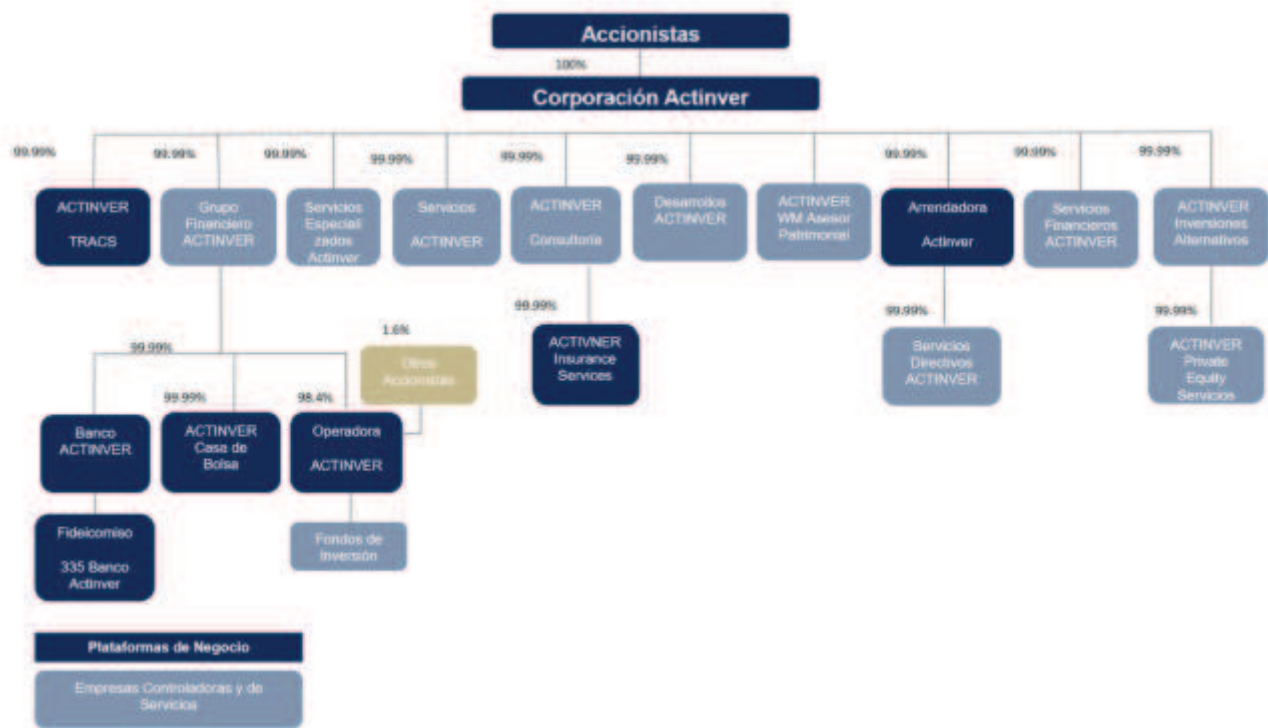 Accionistas
100%
Corporación Actinver
99.99%
99.99%
99.99%
99.99%
99.99%
99.99%
99.99%
99.99%
99.99%
ACTINVER
TRACS
Grupo
Financiero
ACTINVER
Servicios
Especiali
zados
Actinver
Servicios
ACTINVER
ACTINVER
Consultoría
Desarrollos
ACTINVER
ACTINVER
WM Asesor
Patrimonial
Arrendadora
Actinver
Servicios
Financieros
ACTINVER
ACTINVER
Inversiones
Alternativos
99.99%
99.99%
99.99%
ACTIVNER
Insurance
Services
Servicios
Directivos
ACTINVER
ACTINVER
Private
Equity
Servicios
1.6%
Otros
Accionistas
99.99%
99.99%
98.4%
Banco
ACTINVER
ACTINVER
Casa de
Bolsa
Operadora
ACTINVER
Fideicomiso
335 Banco
Actinver
Fondos de
Inversión
Plataformas de Negocio
Empresas Controladoras y de
Servicios